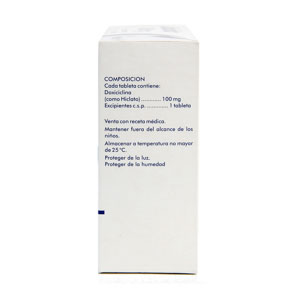 COMPOSICION
Cada tableta contiene:
Doxiciclina
(como Hiclato) ............ 100 mg
Excipientes c.s.p. ............ 1 tableta
Venta con receta médica.
Mantener fuera del alcance de los
niños.
Almacenar a temperatura no mayor
de 25 °C.
Proteger de la luz.
Proteger de la humedad